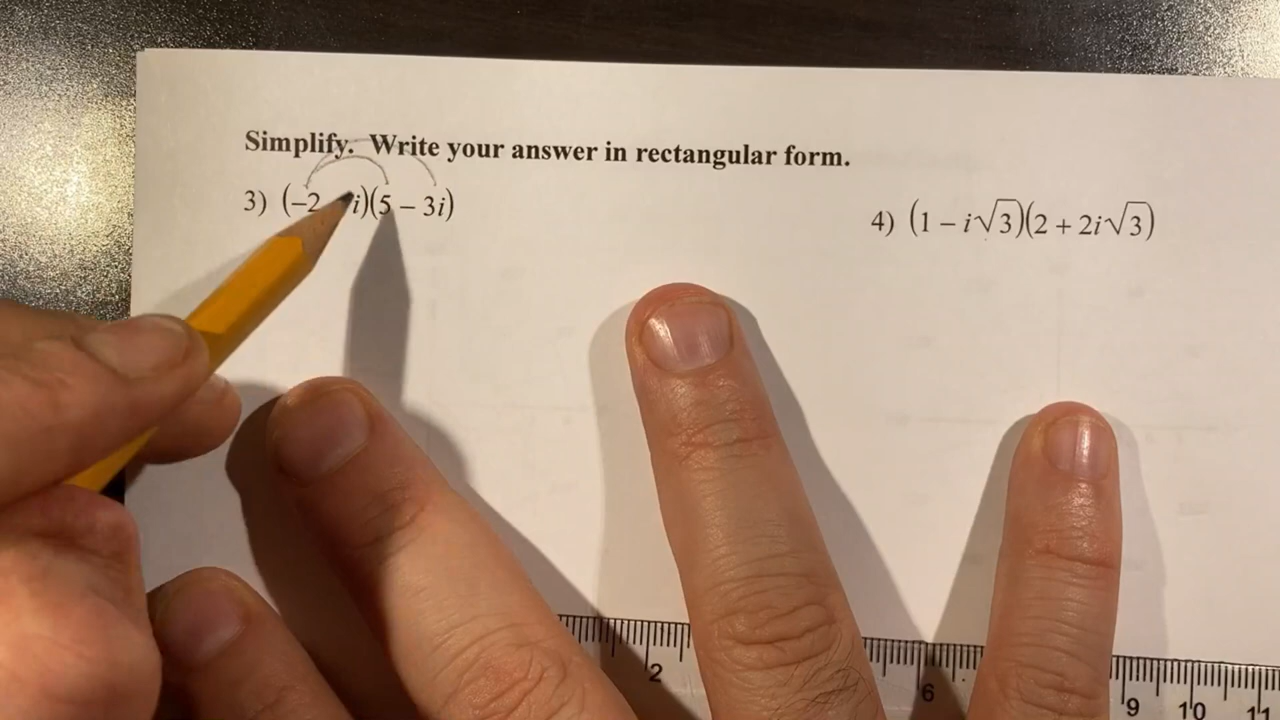 Simplify. Write your answer in rectangular form.
3) (–2 i)(5 – 3i)
4) (1 – i√3)(2 + 2i√3)
2 6 9 10 11